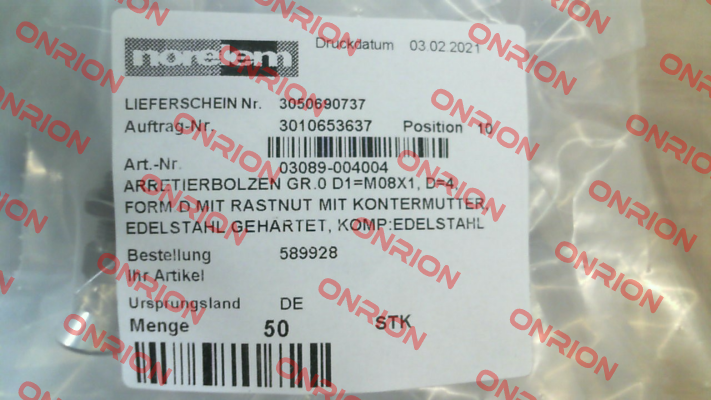 norelem
Druckdatum 03.02.2021
LIEFERSCHEIN Nr. 3050690737
Auftrag-Nr. 3010653637 Position 10
Art.-Nr. 03089-004004
ARRETIERBOLZEN GR.0 D1=M08X1, D=4,
FORM D MIT RASTNUT MIT KONTERMUTTER,
EDELSTAHL GEHÄRTET, KOMP:EDELSTAHL
Bestellung 589928
Ihr Artikel
Ursprungsland DE
Menge 50 STK
ONRION